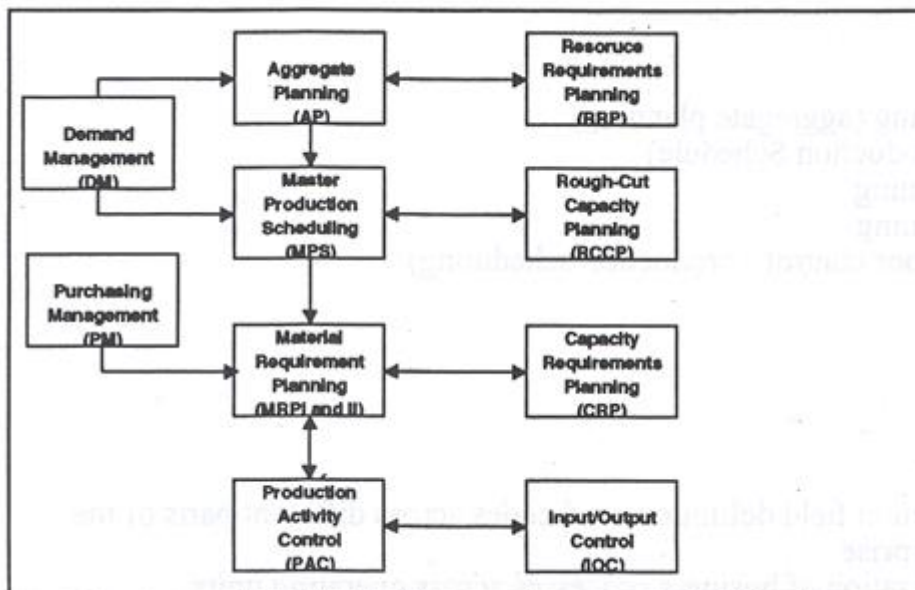 Aggregate
Planning
(AP)
Resoruce
Requirements
Planning
(RRP)
Demand
Management
(DM)
Master
Production
Scheduling
(MPS)
Rough-Cut
Capacity
Planning
(RCCP)
Purchasing
Management
(PM)
Material
Requirement
Planning
(MRPI and II)
Capacity
Requirements
Planning
(CRP)
Production
Activity
Control
(PAC)
Input/Output
Control
(IOC)